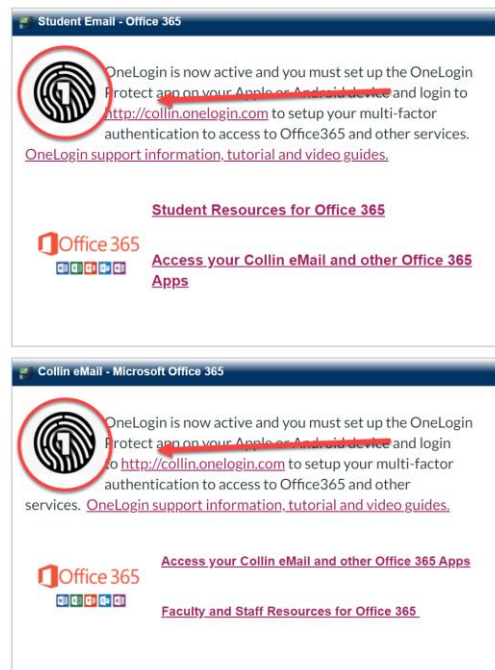 Student Email - Office 365
OneLogin is now active and you must set up the OneLogin
Protect app on your Apple or Android device and login to
http://collin.onelogin.com to setup your multi-factor
authentication to access to Office365 and other services.
OneLogin support information, tutorial and video guides.
Student Resources for Office 365
Office 365
Access your Collin eMail and other Office 365
Apps
Collin eMail - Microsoft Office 365
OneLogin is now active and you must set up the OneLogin
Protect app on your Apple or Android device and login
to http://collin.onelogin.com to setup your multi-factor
authentication to access to Office365 and other
services. OneLogin support information, tutorial and video guides.
Access your Collin eMail and other Office 365 Apps
Office 365
Faculty and Staff Resources for Office 365